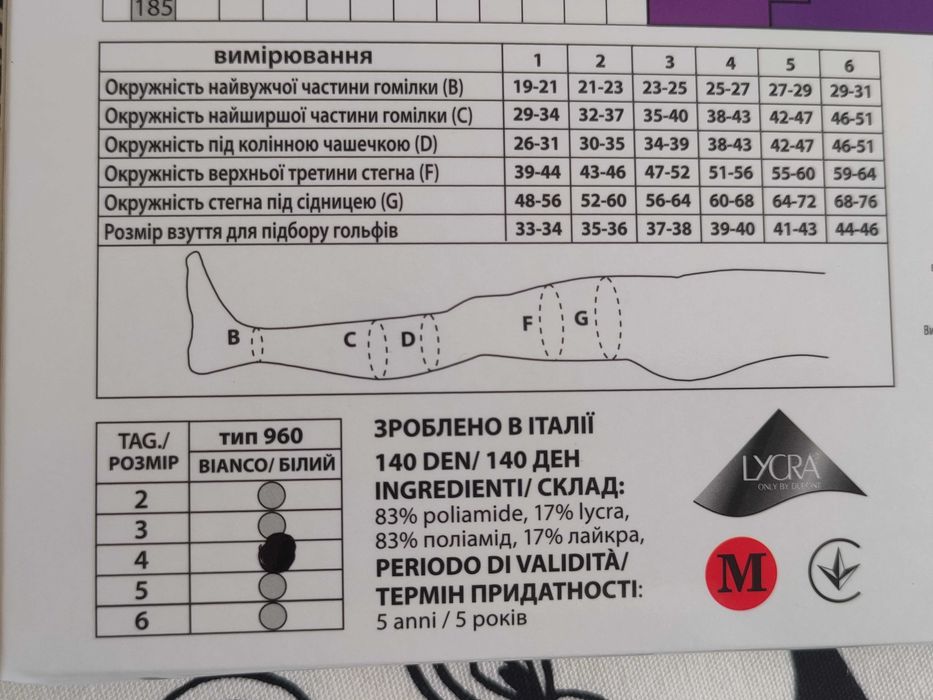 185
вимірювання 1 2 3 4 5 6
Окружність найвужчої частини гомілки (B) 19-21 21-23 23-25 25-27 27-29 29-31
Окружність найширшої частини гомілки (C) 29-34 32-37 35-40 38-43 42-47 46-51
Окружність під колінною чашечкою (D) 26-31 30-35 34-39 38-43 42-47 46-51
Окружність верхньої третини стегна (F) 39-44 43-46 47-52 51-56 55-60 59-64
Окружність стегна під сідницею (G) 48-56 52-60 56-64 60-68 64-72 68-76
Розмір взуття для підбору гольфів 33-34 35-36 37-38 39-40 41-43 44-46
B C D F G
TAG./ РОЗМІР
тип 960
BIANCO/ БІЛИЙ
2
3
4
5
6
ЗРОБЛЕНО В ІТАЛІЇ
140 DEN/ 140 ДЕН
INGREDIENTI/ СКЛАД:
83% poliamide, 17% lycra,
83% поліамід, 17% лайкра,
PERIODO DI VALIDITÀ/
ТЕРМІН ПРИДАТНОСТІ:
5 anni / 5 років
LYCRA
ONLY BY DUPONT
M